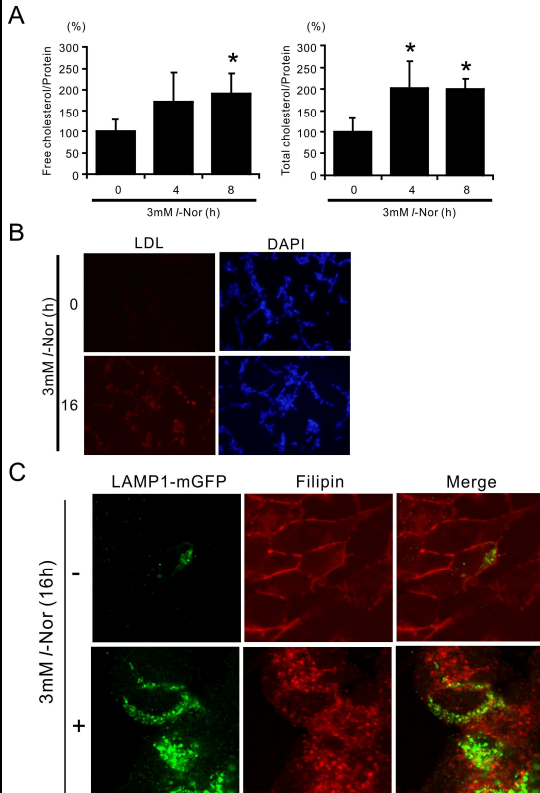 A
(%)
300
250
200
150
100
50
0
Free cholesterol/Protein
*
0 4 8
3mM l-Nor (h)
(%)
300
250
200
150
100
50
0
Total cholesterol/Protein
* *
0 4 8
3mM l-Nor (h)
B
LDL DAPI
3mM l-Nor (h)
0
16
C
LAMP1-mGFP Filipin Merge
3mM l-Nor (16h)
-
+